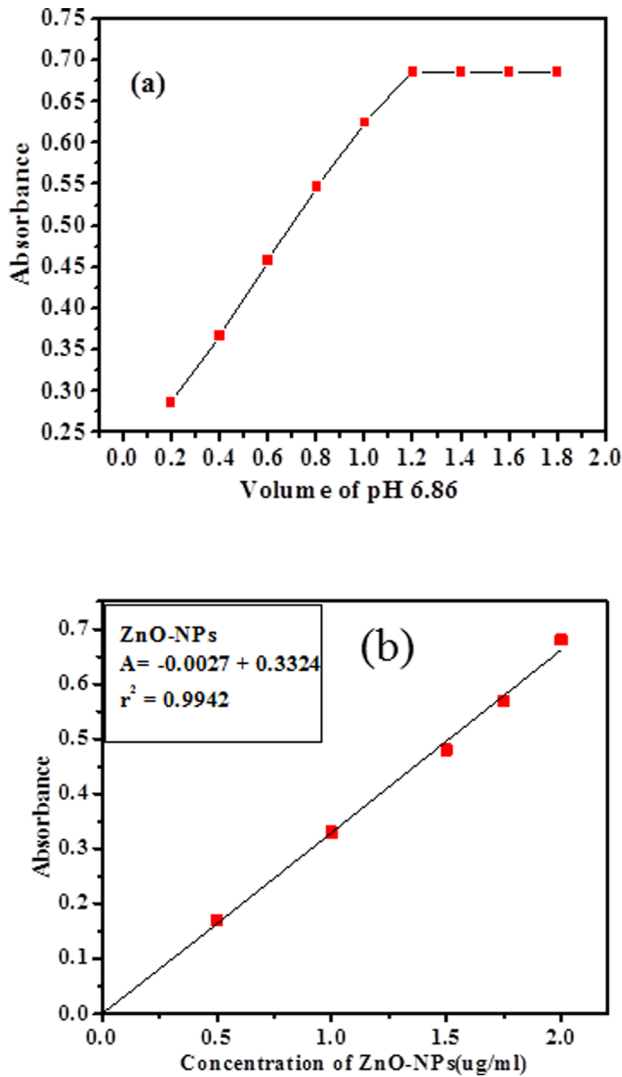 0.75
0.70
0.65
0.60
0.55
0.50
0.45
0.40
0.35
0.30
0.25
Absorbance
(a)
0.0 0.2 0.4 0.6 0.8 1.0 1.2 1.4 1.6 1.8 2.0
Volume of pH 6.86
ZnO-NPs
A= -0.0027 + 0.3324
r² = 0.9942
(b)
0.7
0.6
0.5
0.4
0.3
0.2
0.1
0.0
Absorbance
0.0 0.5 1.0 1.5 2.0
Concentration of ZnO-NPs(ug/ml)